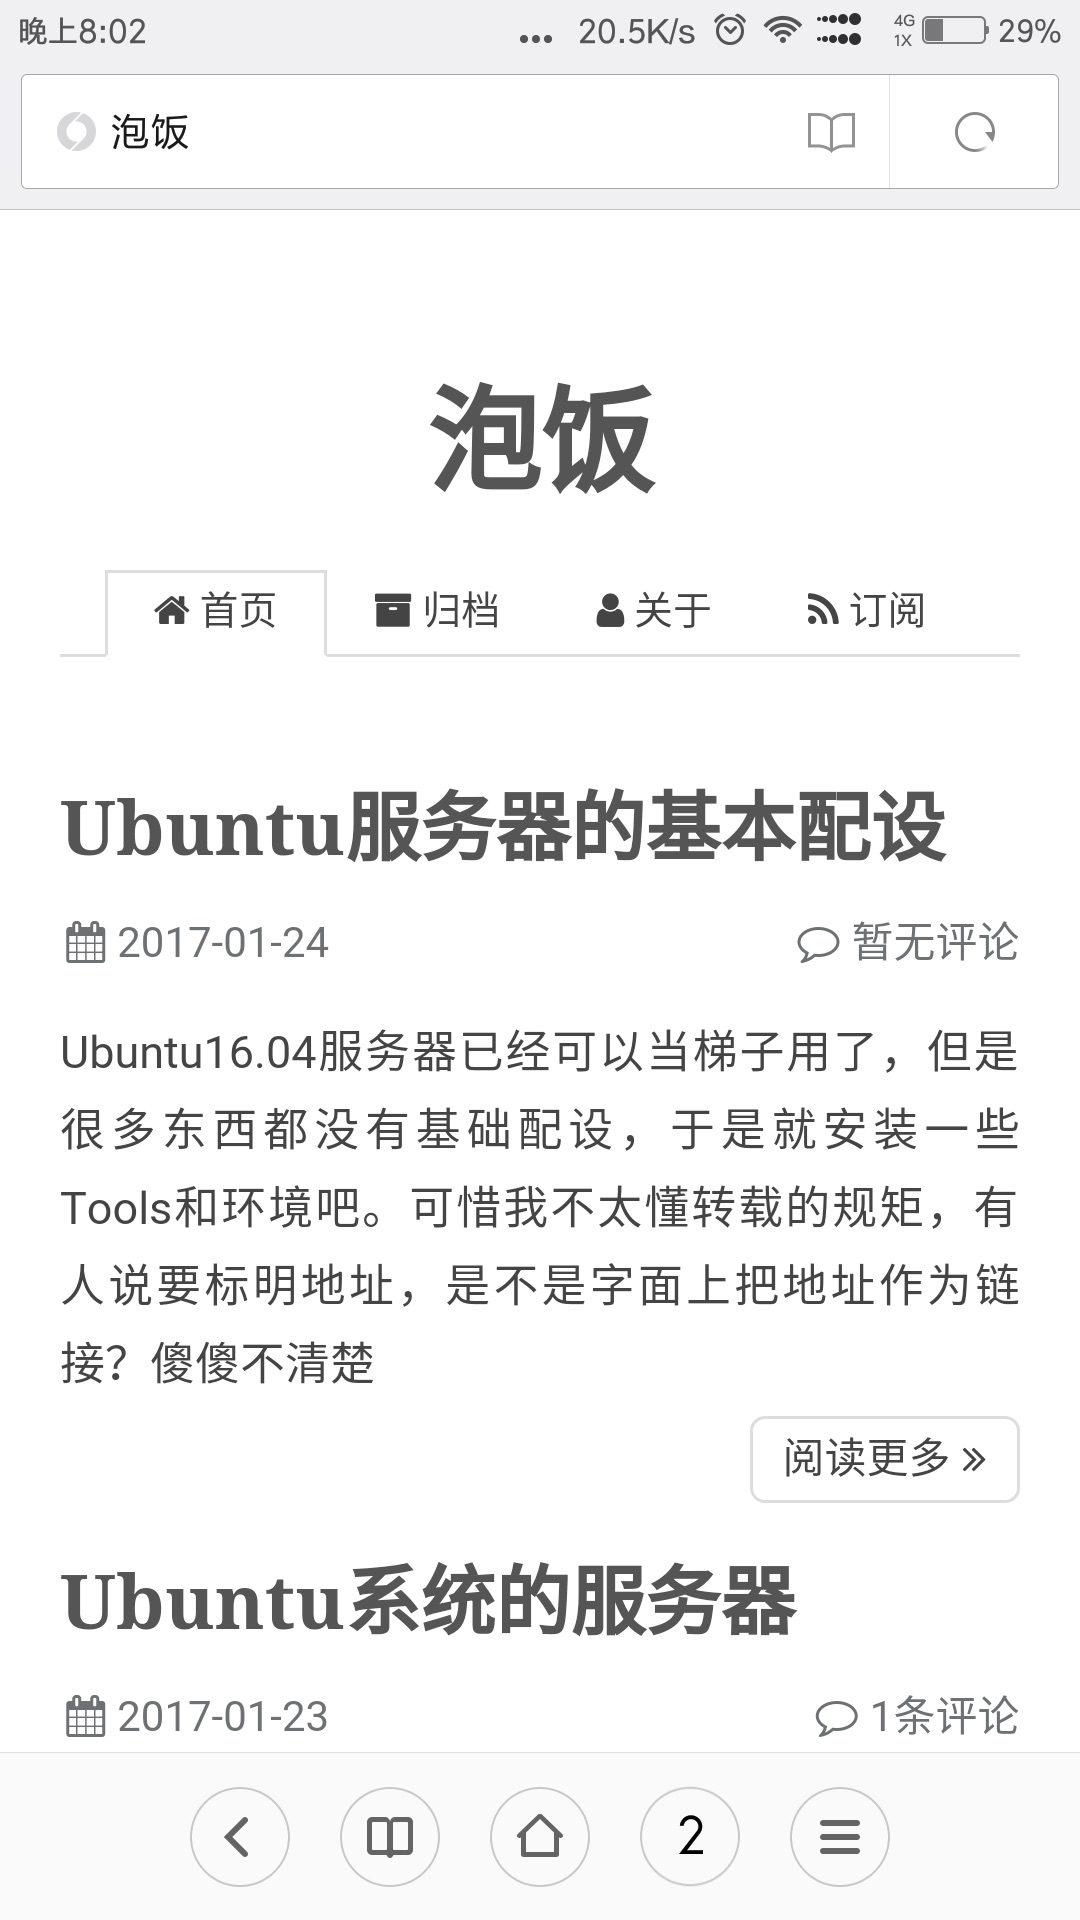 晚上8:02 ... 20.5K/s 4G 1X 29%
泡饭
泡饭
首页 归档 关于 订阅
Ubuntu服务器的基本配设
2017-01-24 暂无评论
Ubuntu16.04服务器已经可以当梯子用了，但是
很多东西都没有基础配设，于是就安装一些
Tools和环境吧。可惜我不太懂转载的规矩，有
人说要标明地址，是不是字面上把地址作为链
接？傻傻不清楚
阅读更多 »
Ubuntu系统的服务器
2017-01-23 1条评论
2